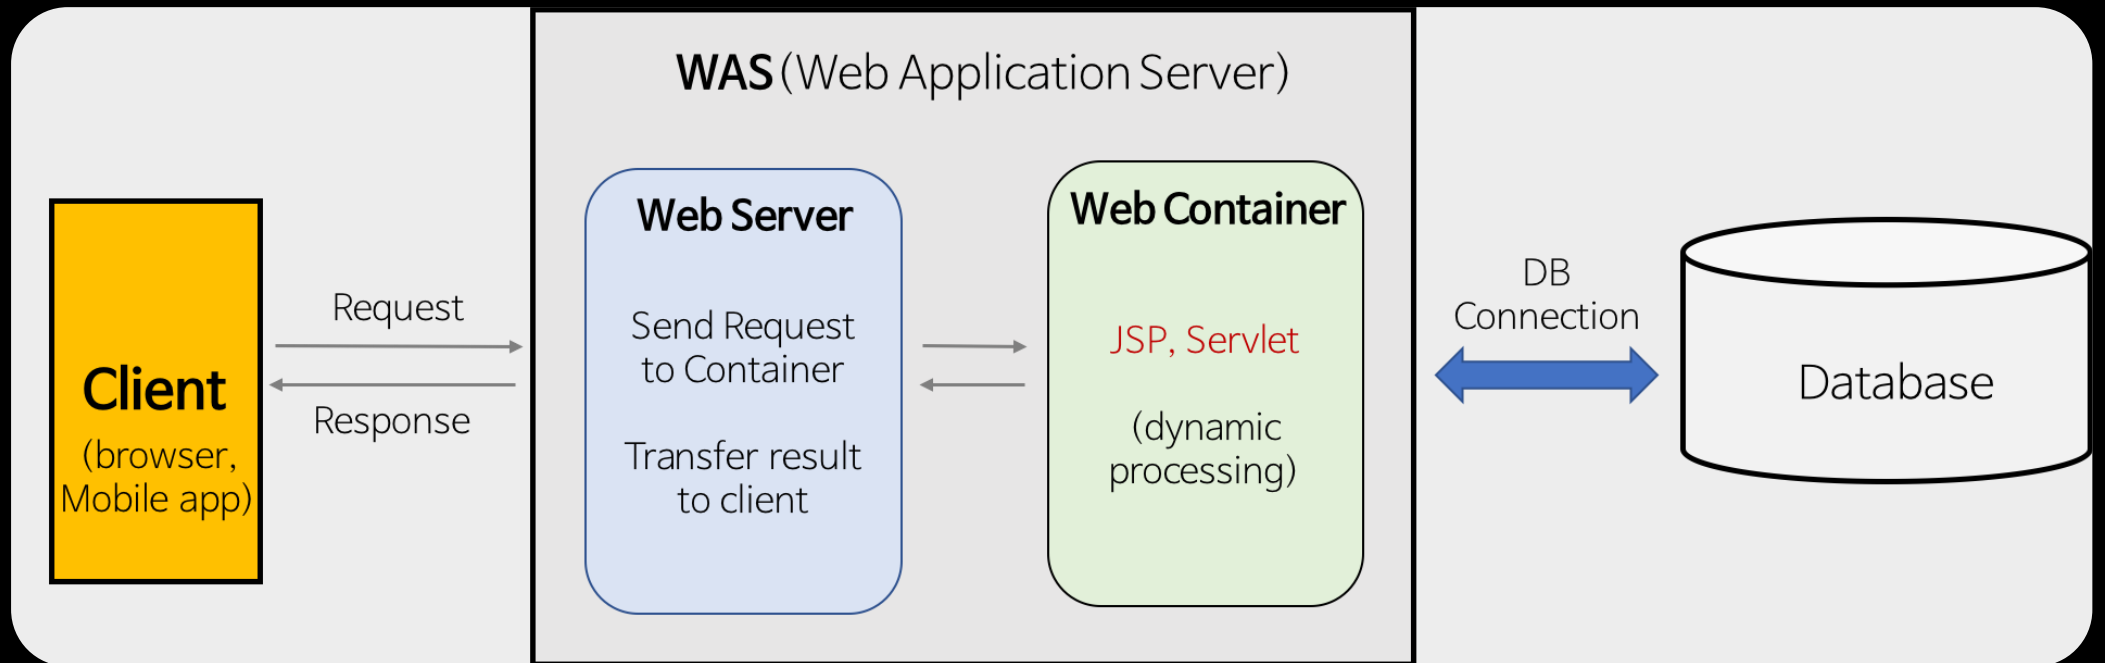 WAS (Web Application Server)
Client
(browser,
Mobile app)
Request
Response
Web Server
Send Request
to Container
Transfer result
to client
Web Container
JSP, Servlet
(dynamic
processing)
DB
Connection
Database